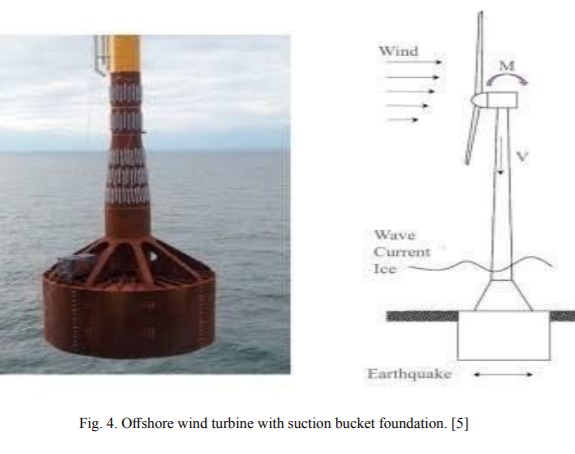 Wind
M
V
Wave
Current
Ice
Earthquake
Fig. 4. Offshore wind turbine with suction bucket foundation. [5]